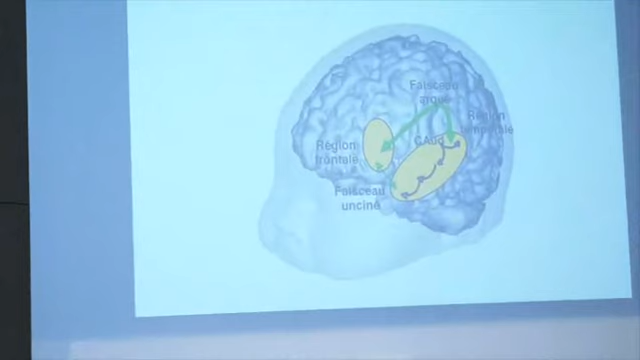 Faisceau
arqué
Région
temporale
CAud
Région
frontale
Faisceau
unciné